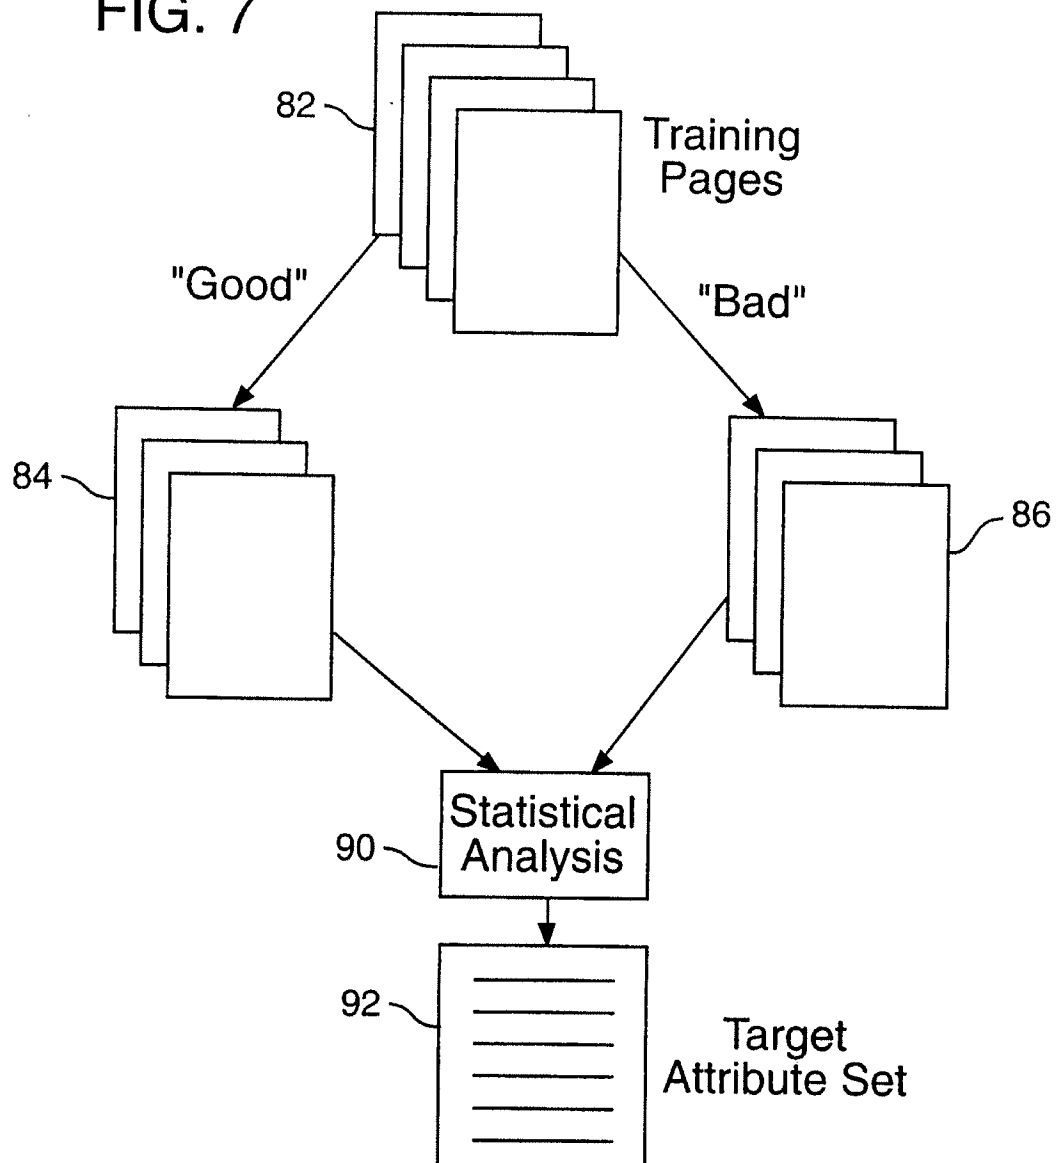 FIG. 7
82
Training
Pages
"Good"
"Bad"
84
86
Statistical
Analysis
90
92
Target
Attribute Set